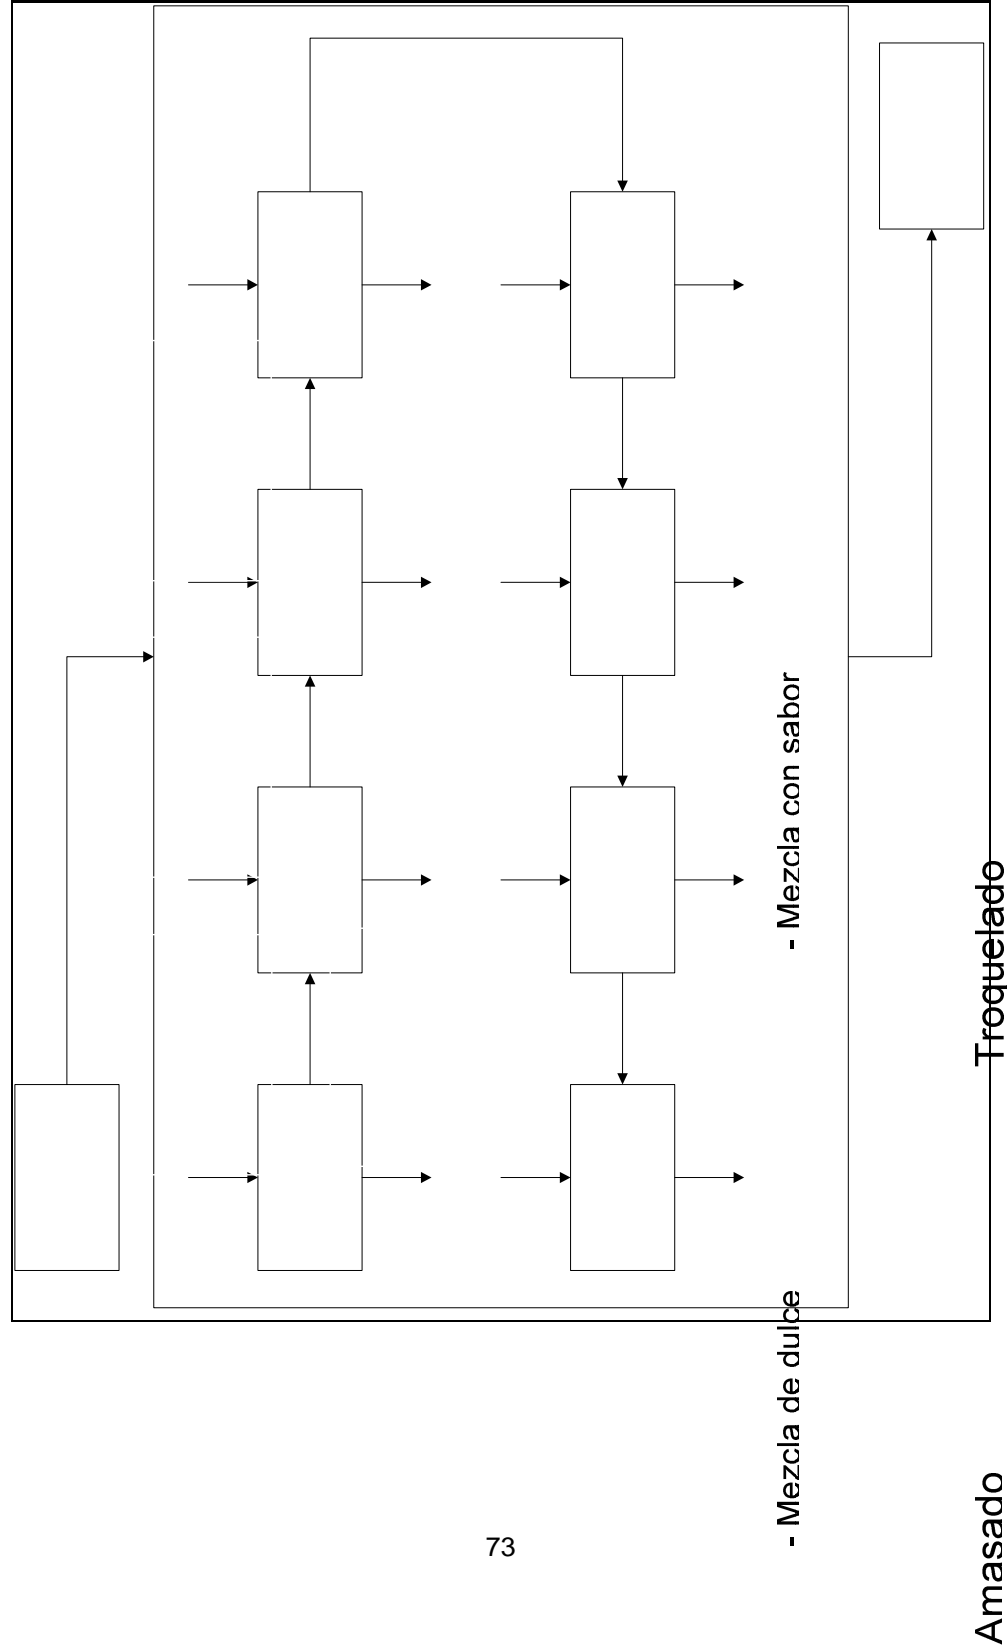 - Mezcla con sabor
Troquelado
- Mezcla de dulce
Amasado
73